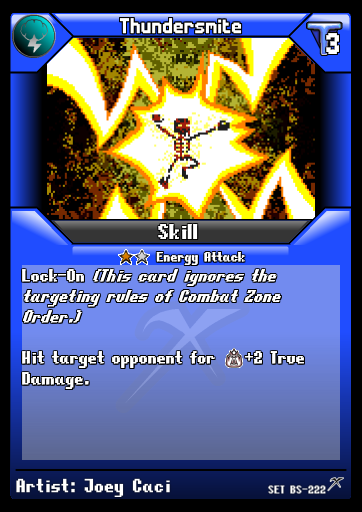 Thundersmite
3
Skill
Energy Attack
Lock-On (This card ignores the
targeting rules of Combat Zone
Order.)
Hit target opponent for +2 True
Damage.
Artist: Joey Caci
SET BS-222